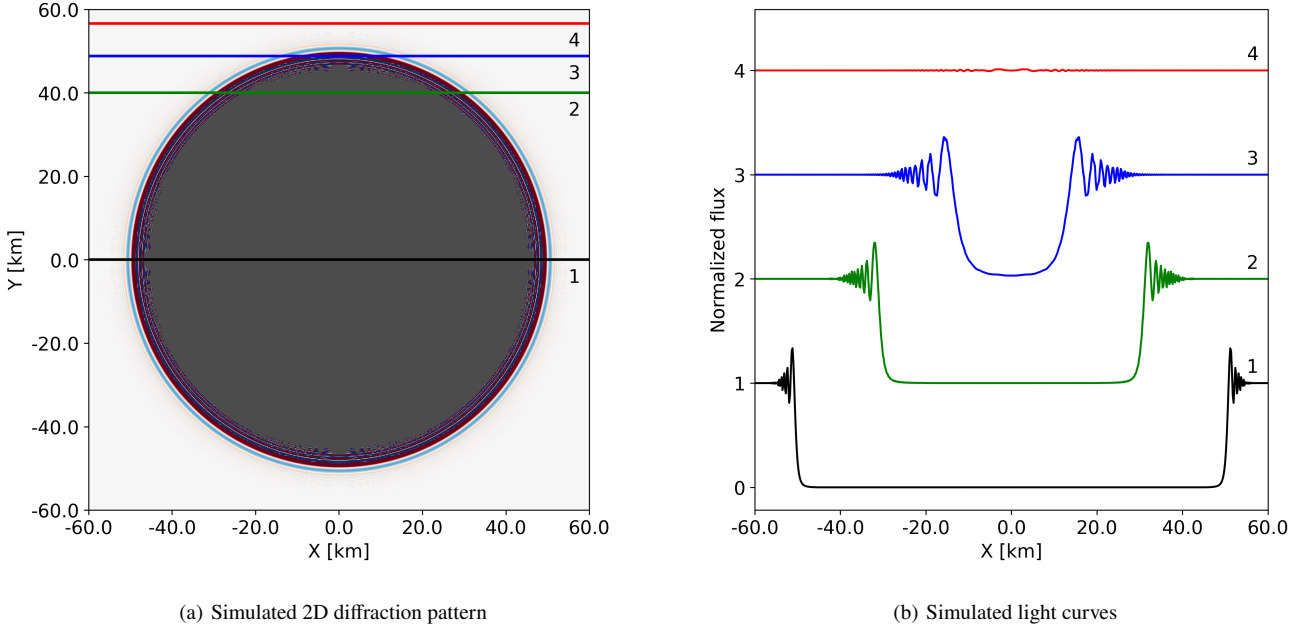 60.0
40.0
20.0
0.0
-20.0
-40.0
-60.0
Y [km]
4
3
2
1
-60.0 -40.0 -20.0 0.0 20.0 40.0 60.0
X [km]
(a) Simulated 2D diffraction pattern
4
3
2
1
0
Normalized flux
4
3
2
1
-60.0 -40.0 -20.0 0.0 20.0 40.0 60.0
X [km]
(b) Simulated light curves